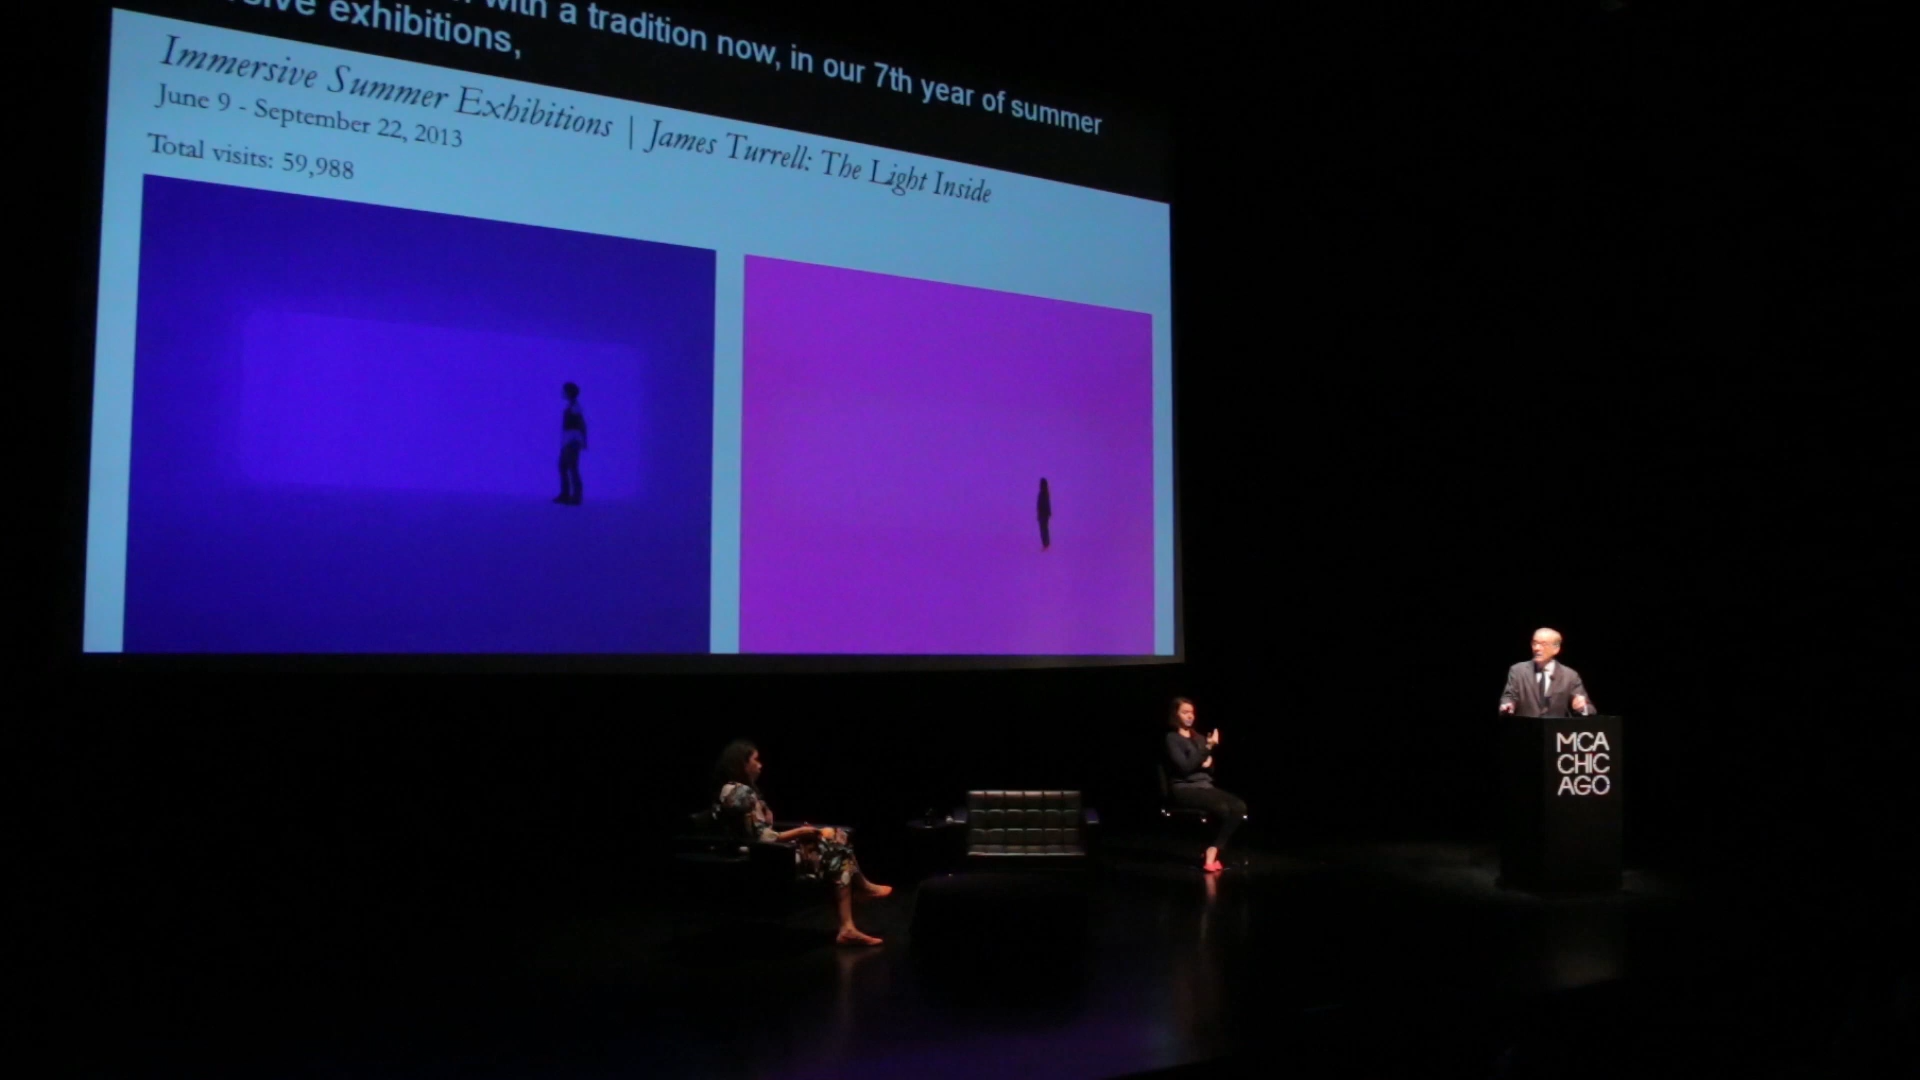 with a tradition now, in our 7th year of summer
exhibitions,
Immersive Summer Exhibitions | James Turrell: The Light Inside
June 9 - September 22, 2013
Total visits: 59,988
MCA
CHIC
AGO